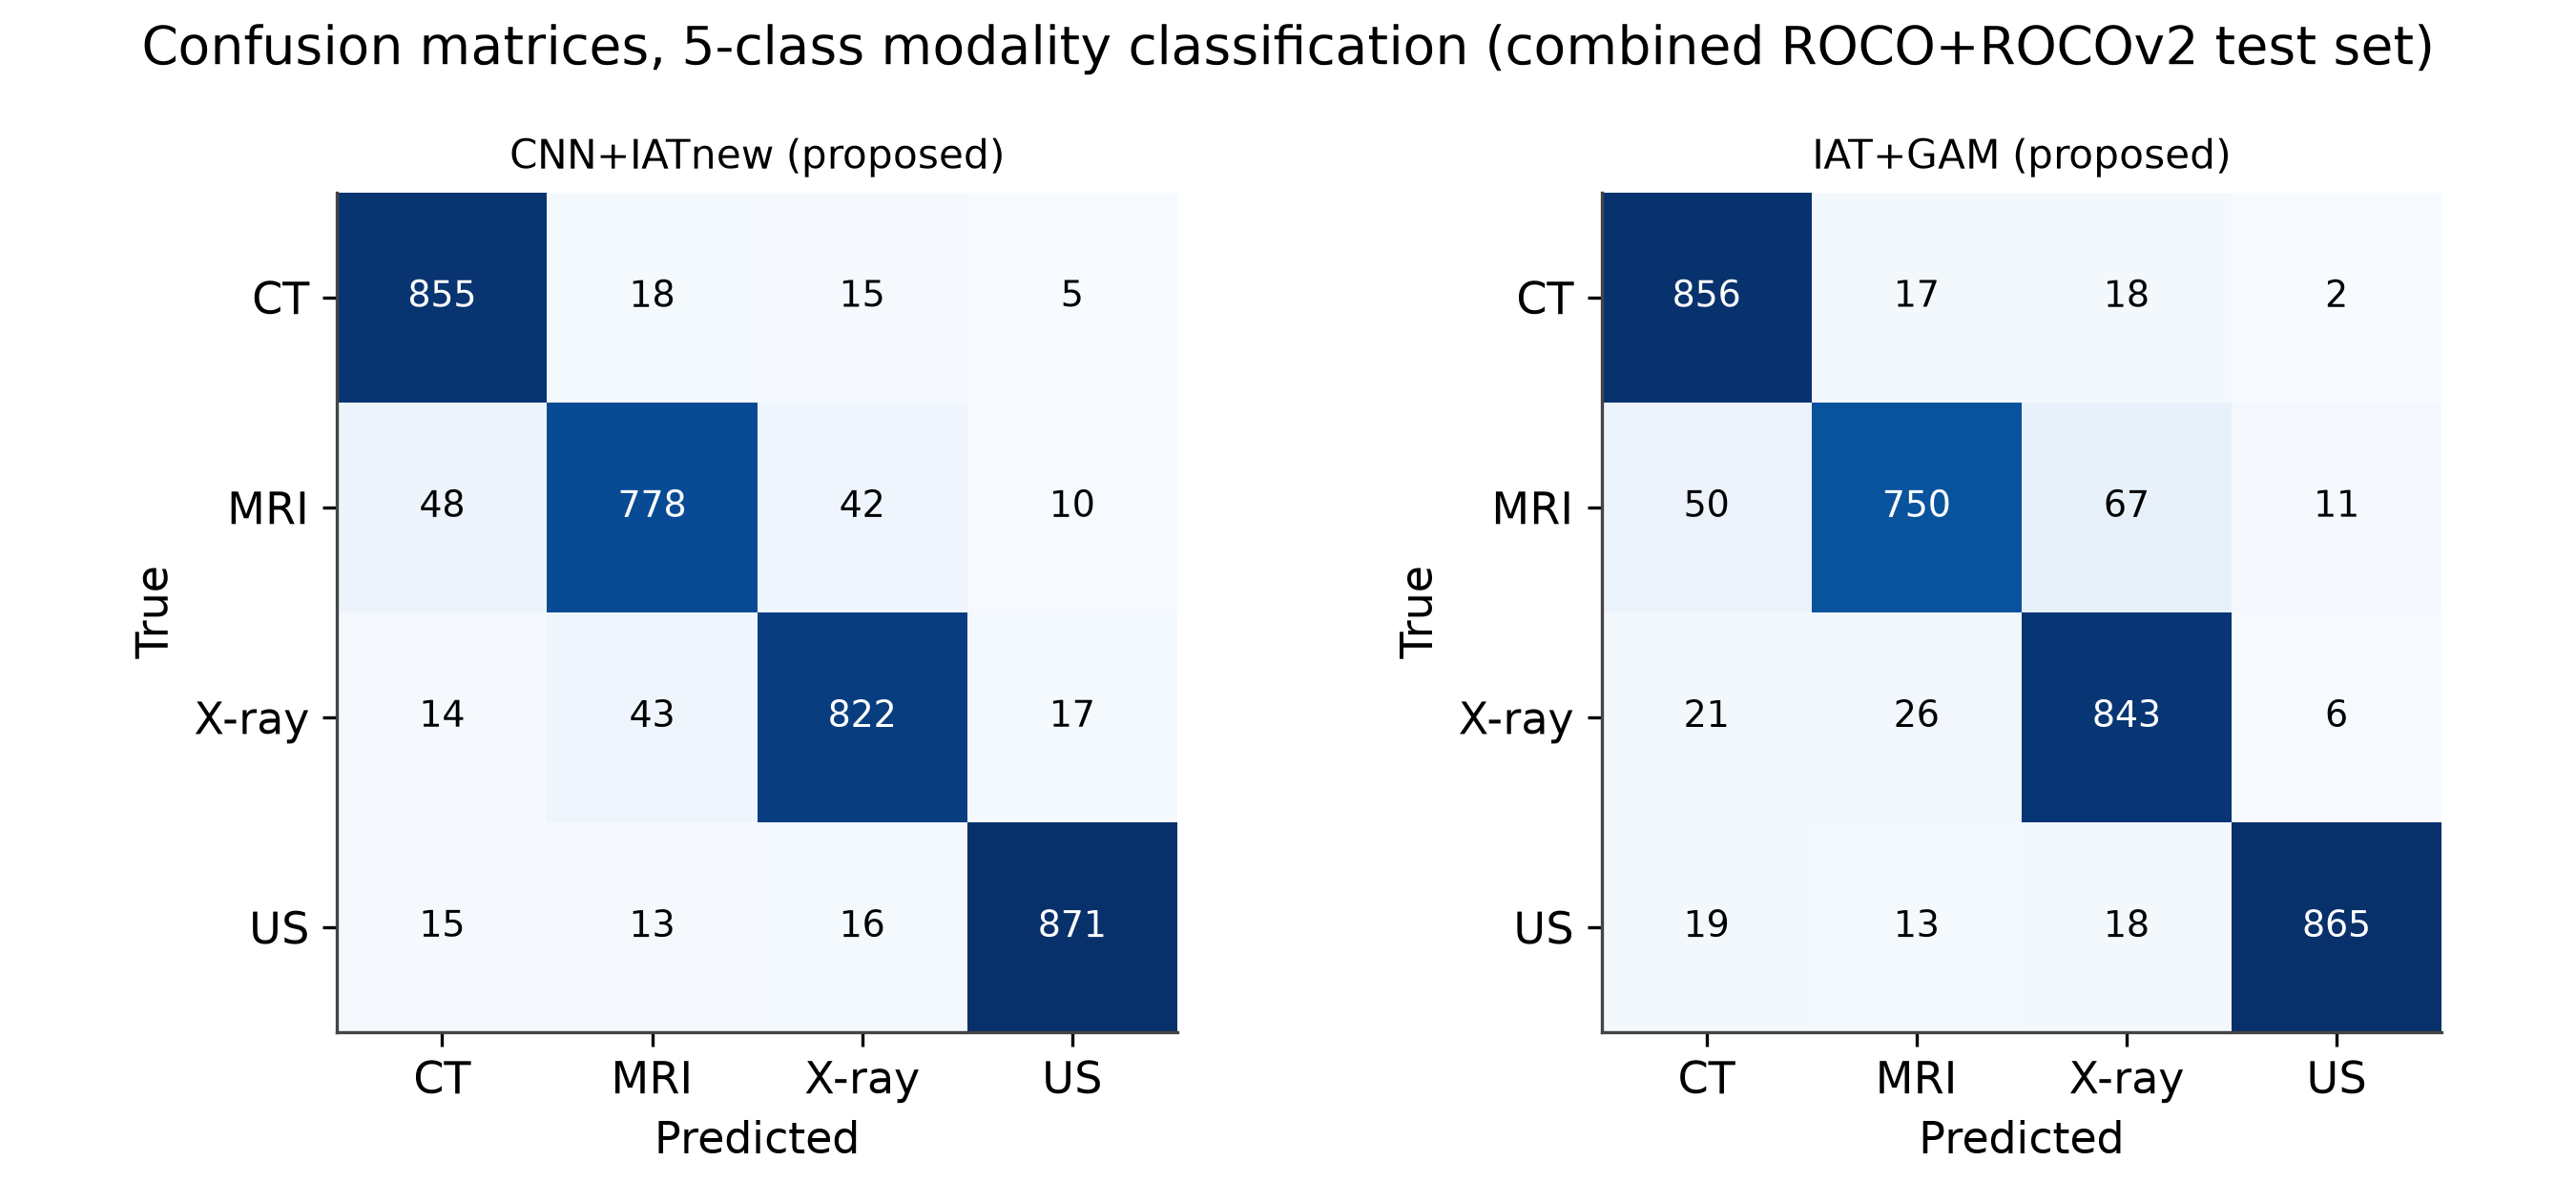 Confusion matrices, 5-class modality classification (combined ROCO+ROCOv2 test set)
CNN+IATnew (proposed)
True
CT 855 18 15 5
MRI 48 778 42 10
X-ray 14 43 822 17
US 15 13 16 871
CT MRI X-ray US
Predicted
IAT+GAM (proposed)
True
CT 856 17 18 2
MRI 50 750 67 11
X-ray 21 26 843 6
US 19 13 18 865
CT MRI X-ray US
Predicted